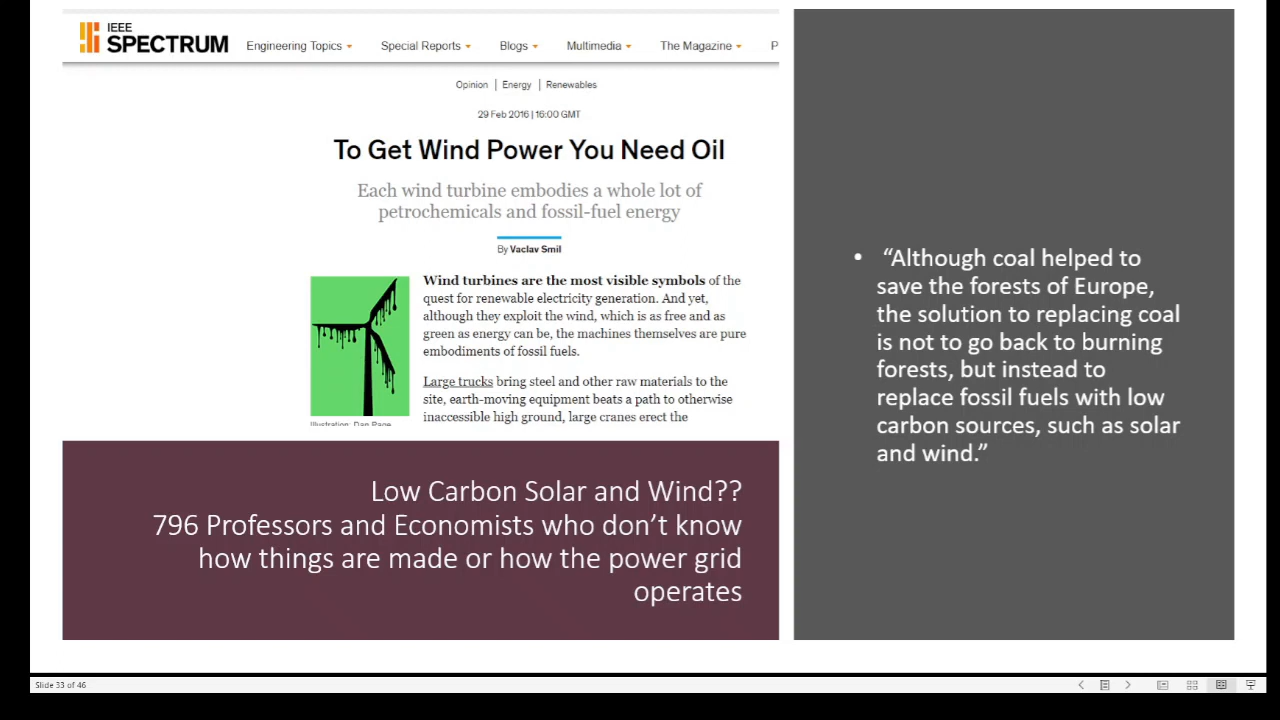 IEEE
SPECTRUM
Engineering Topics Special Reports Blogs Multimedia The Magazine P
Opinion | Energy | Renewables
29 Feb 2016 | 16:00 GMT
To Get Wind Power You Need Oil
Each wind turbine embodies a whole lot of
petrochemicals and fossil-fuel energy
By Vaclav Smil
Wind turbines are the most visible symbols of the
quest for renewable electricity generation. And yet,
although they exploit the wind, which is as free and as
green as energy can be, the machines themselves are pure
embodiments of fossil fuels.
Large trucks bring steel and other raw materials to the
site, earth-moving equipment beats a path to otherwise
inaccessible high ground, large cranes erect the
Illustration: Dan Page
Low Carbon Solar and Wind??
796 Professors and Economists who don’t know
how things are made or how the power grid
operates
• “Although coal helped to
save the forests of Europe,
the solution to replacing coal
is not to go back to burning
forests, but instead to
replace fossil fuels with low
carbon sources, such as solar
and wind.”
Slide 33 of 46